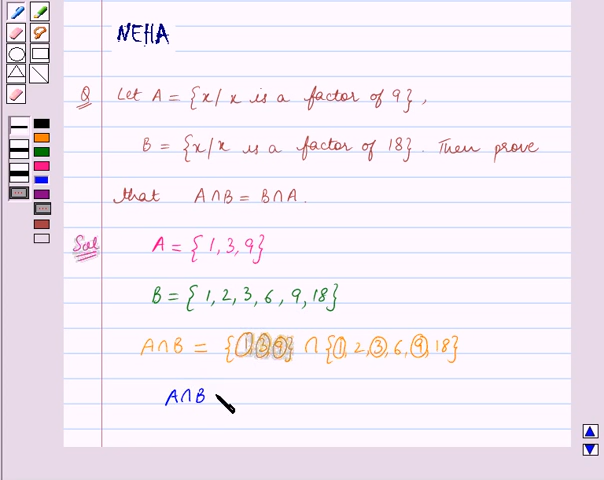 NEHA
Q Let A = {x/x is a factor of 9},
B = {x/x is a factor of 18}. Then prove
that A∩B = B∩A.
Sol A = {1, 3, 9}
B = {1, 2, 3, 6, 9, 18}
A∩B = {1, 3, 9} ∩ {1, 2, 3, 6, 9, 18}
A∩B